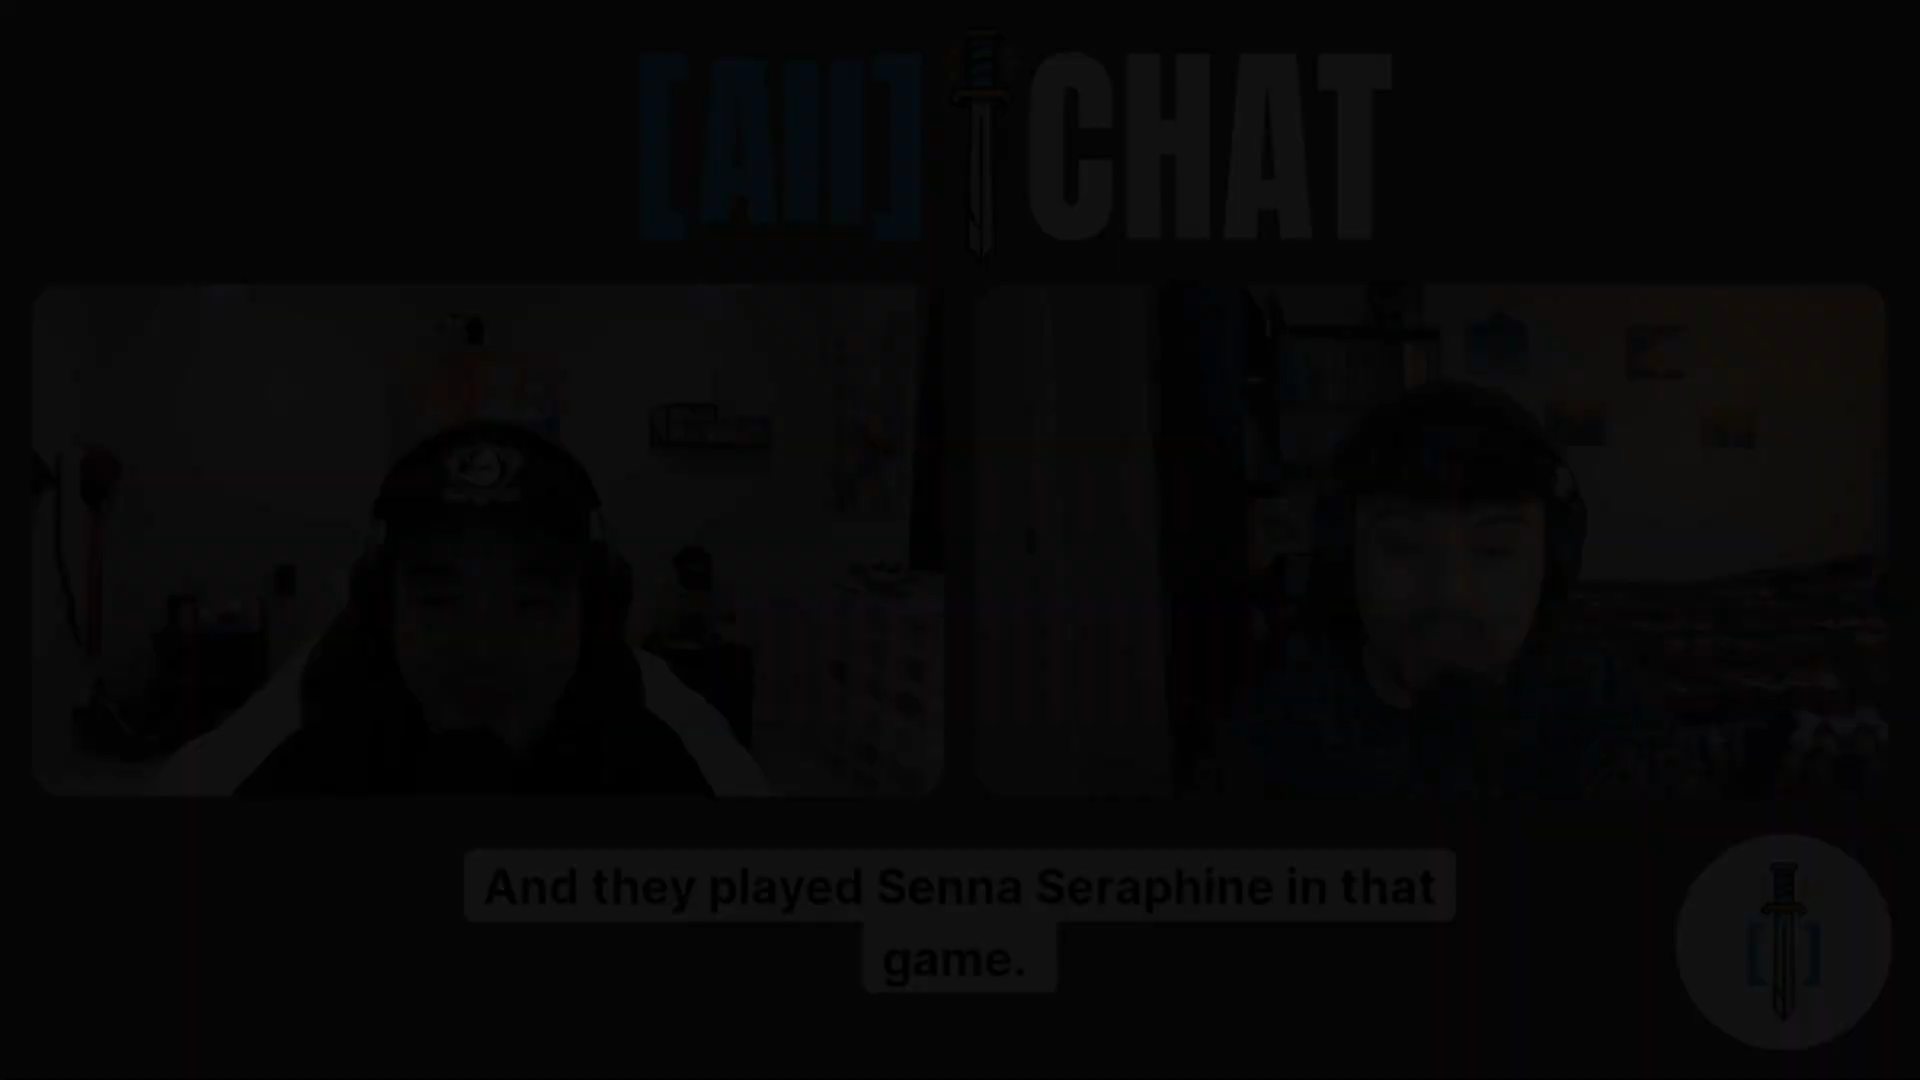 [All] CHAT
And they played Senna Seraphine in that
game.